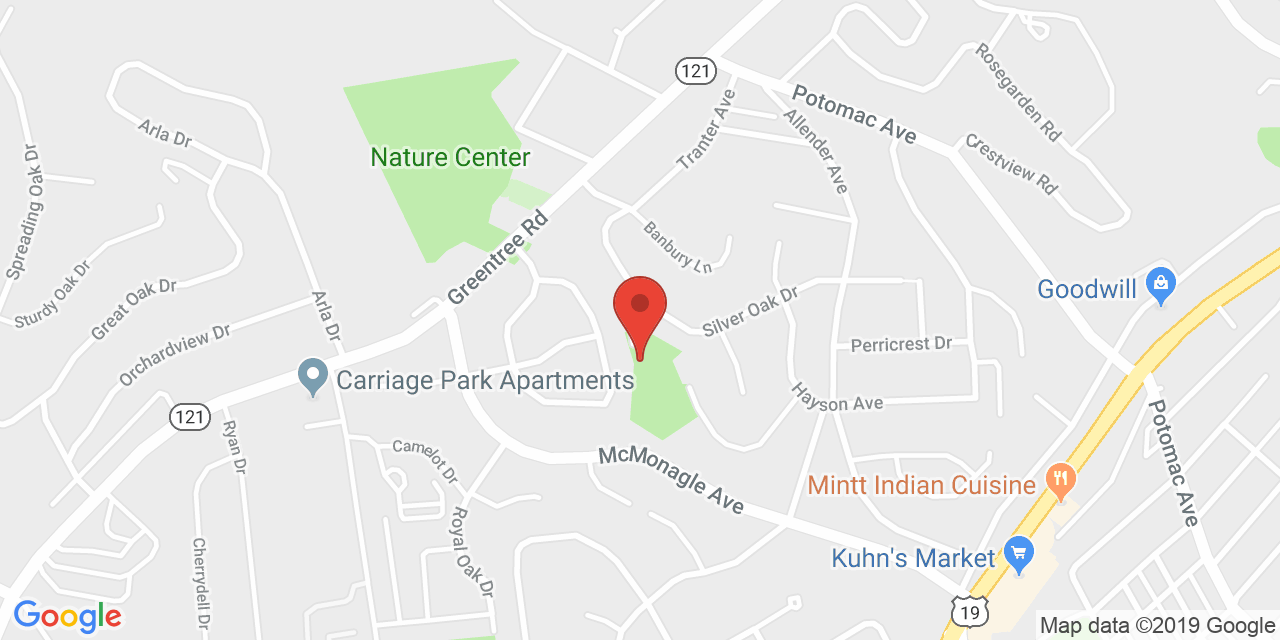 121
Potomac Ave
Rosegarden Rd
Arla Dr
Tranter Ave
Allender Ave
Crestview Rd
Nature Center
Spreading Oak Dr
Greentree Rd
Banbury Ln
Sturdy Oak Dr
Great Oak Dr
Arla Dr
Silver Oak Dr
Goodwill
Orchardview Dr
Perricrest Dr
Carriage Park Apartments
Hayson Ave
121
Ryan Dr
Camelot Dr
McMonagle Ave
Potomac Ave
Mintt Indian Cuisine
Royal Oak Dr
Kuhn's Market
Cherrydell Dr
19
Google
Map data ©2019 Google